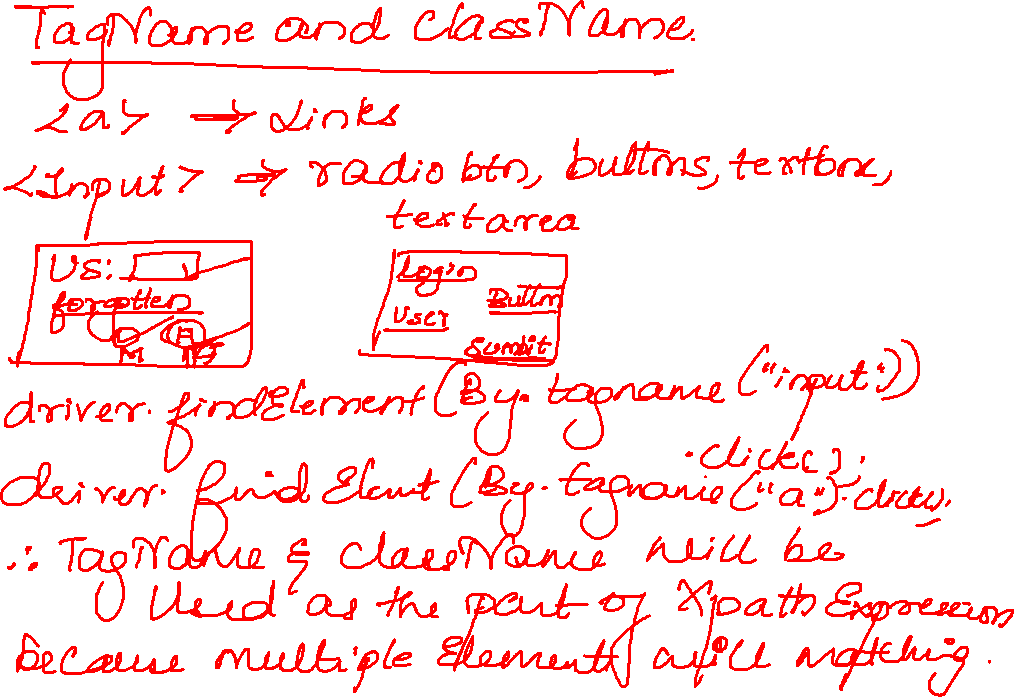 TagName and ClassName.
<a> → Links
<Input> → radio btn, buttons, textbox,
textarea
US:
forgotten
M
Login
Button
User
Sumbit
driver.findElement(By.tagname("input"))
.click();
driver.findElemt(By.tagname("a").click();
∴ TagName & ClassName will be
Used as the part of Xpath Expression
because multiple Elements will matching.